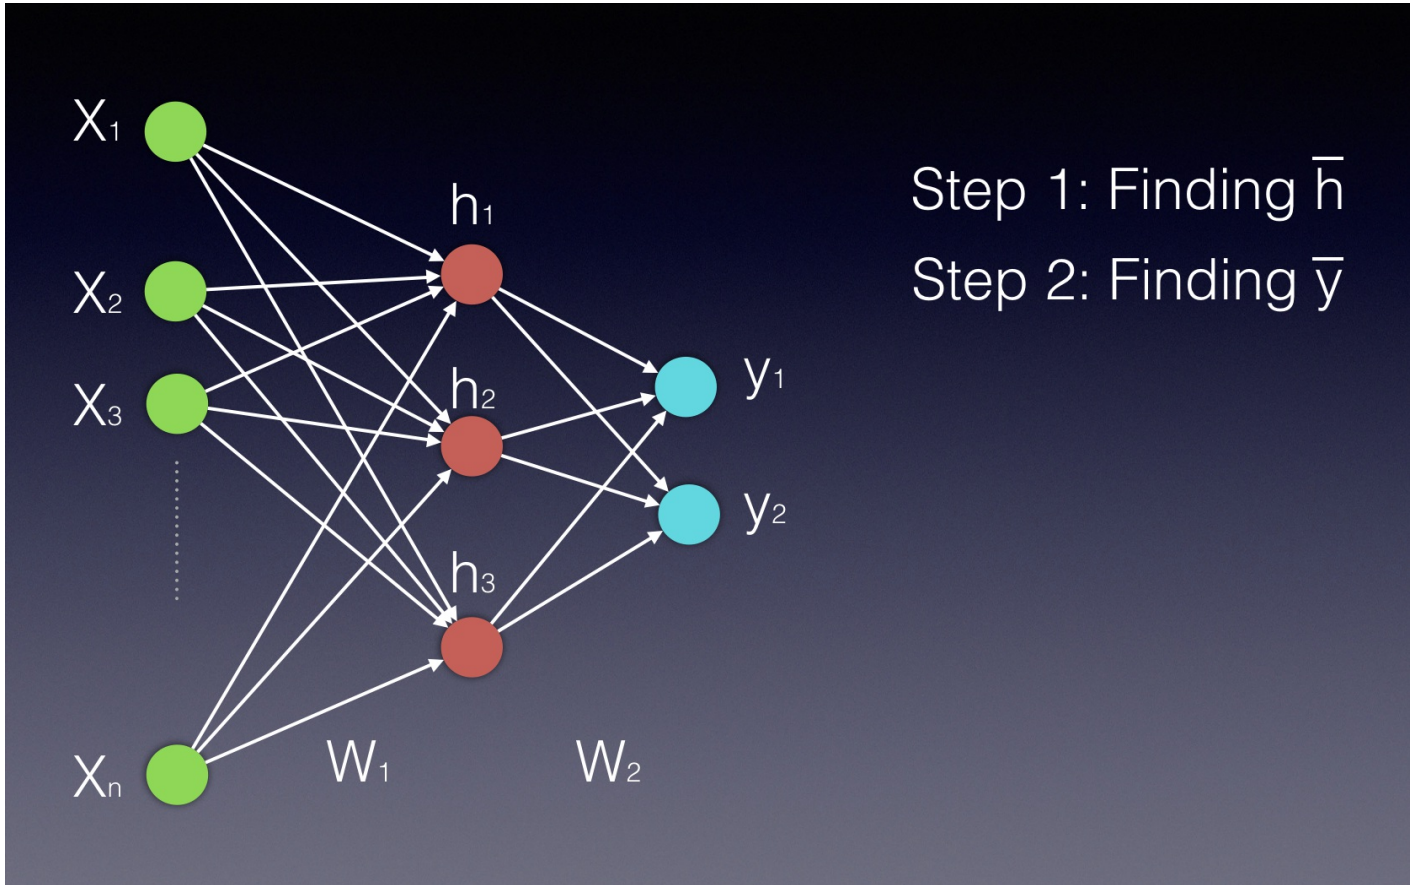 X₁
h₁
Step 1: Finding h̅
X₂
Step 2: Finding y̅
X₃
h₂
y₁
y₂
h₃
Xₙ
W₁
W₂